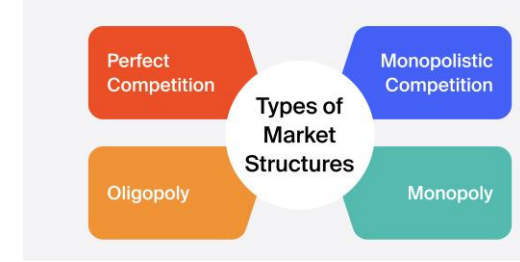 Perfect
Competition
Monopolistic
Competition
Types of
Market
Structures
Oligopoly
Monopoly